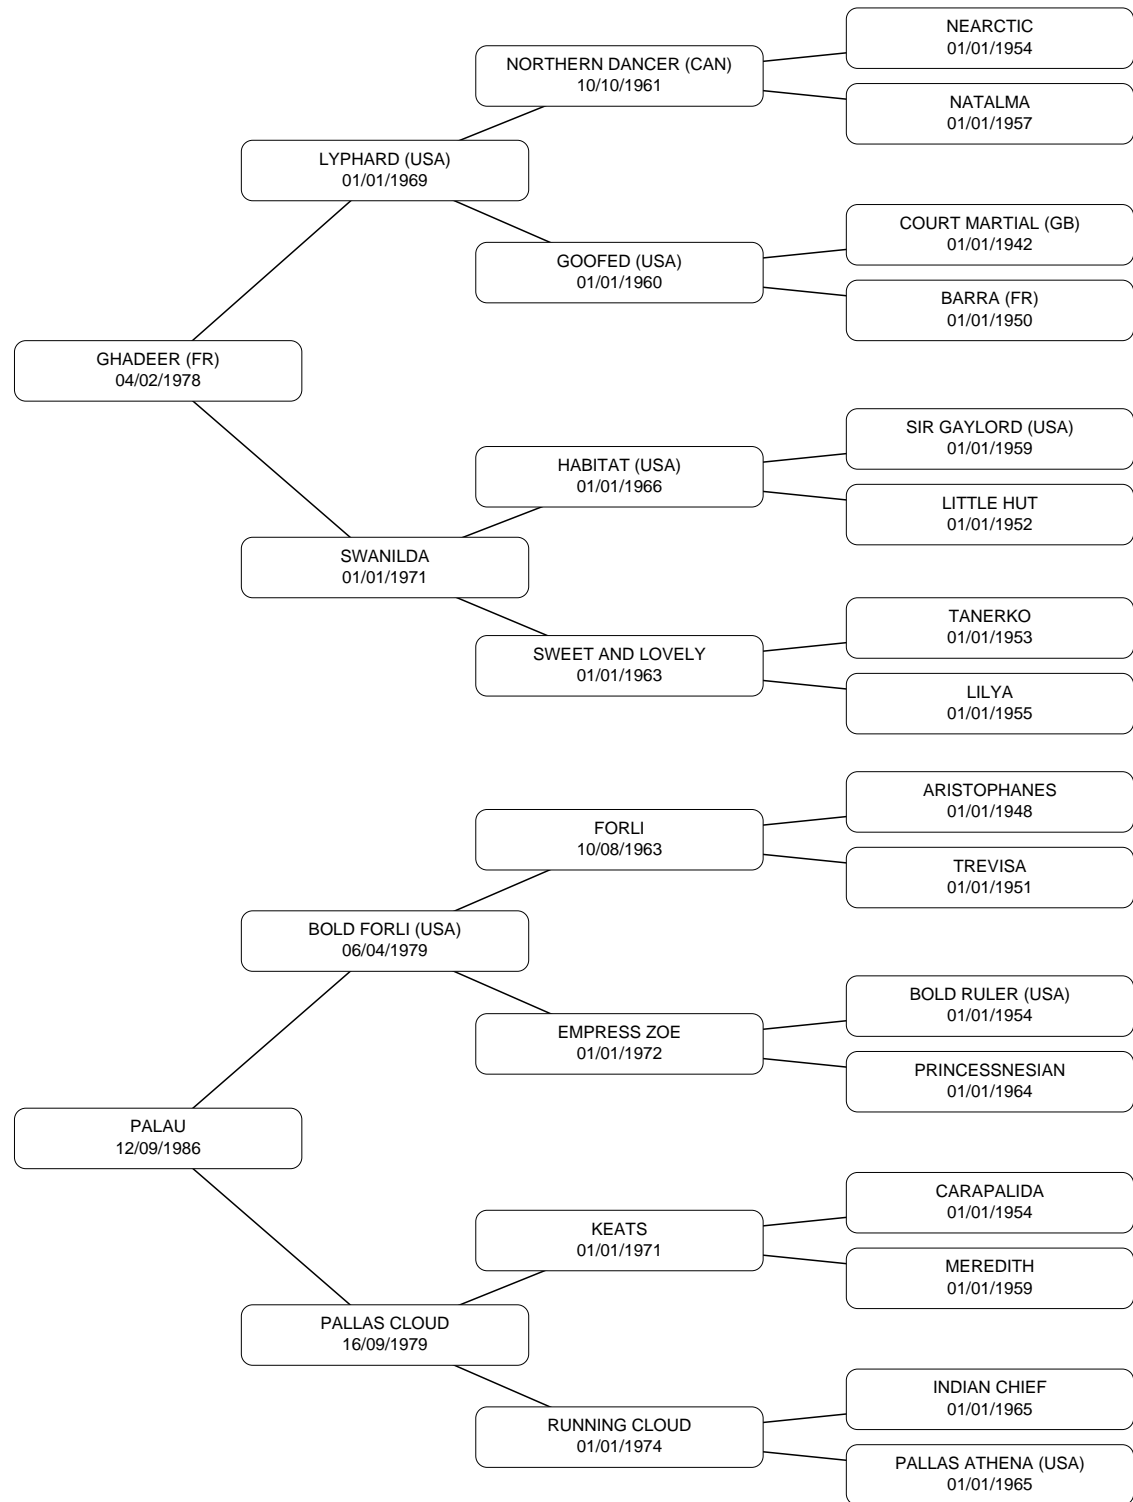 NEARCTIC
01/01/1954
NORTHERN DANCER (CAN)
10/10/1961
NATALMA
01/01/1957
LYPHARD (USA)
01/01/1969
COURT MARTIAL (GB)
01/01/1942
GOOFED (USA)
01/01/1960
BARRA (FR)
01/01/1950
GHADEER (FR)
04/02/1978
SIR GAYLORD (USA)
01/01/1959
HABITAT (USA)
01/01/1966
LITTLE HUT
01/01/1952
SWANILDA
01/01/1971
TANERKO
01/01/1953
SWEET AND LOVELY
01/01/1963
LILYA
01/01/1955
ARISTOPHANES
01/01/1948
FORLI
10/08/1963
TREVISA
01/01/1951
BOLD FORLI (USA)
06/04/1979
BOLD RULER (USA)
01/01/1954
EMPRESS ZOE
01/01/1972
PRINCESSNESIAN
01/01/1964
PALAU
12/09/1986
CARAPALIDA
01/01/1954
KEATS
01/01/1971
MEREDITH
01/01/1959
PALLAS CLOUD
16/09/1979
INDIAN CHIEF
01/01/1965
RUNNING CLOUD
01/01/1974
PALLAS ATHENA (USA)
01/01/1965